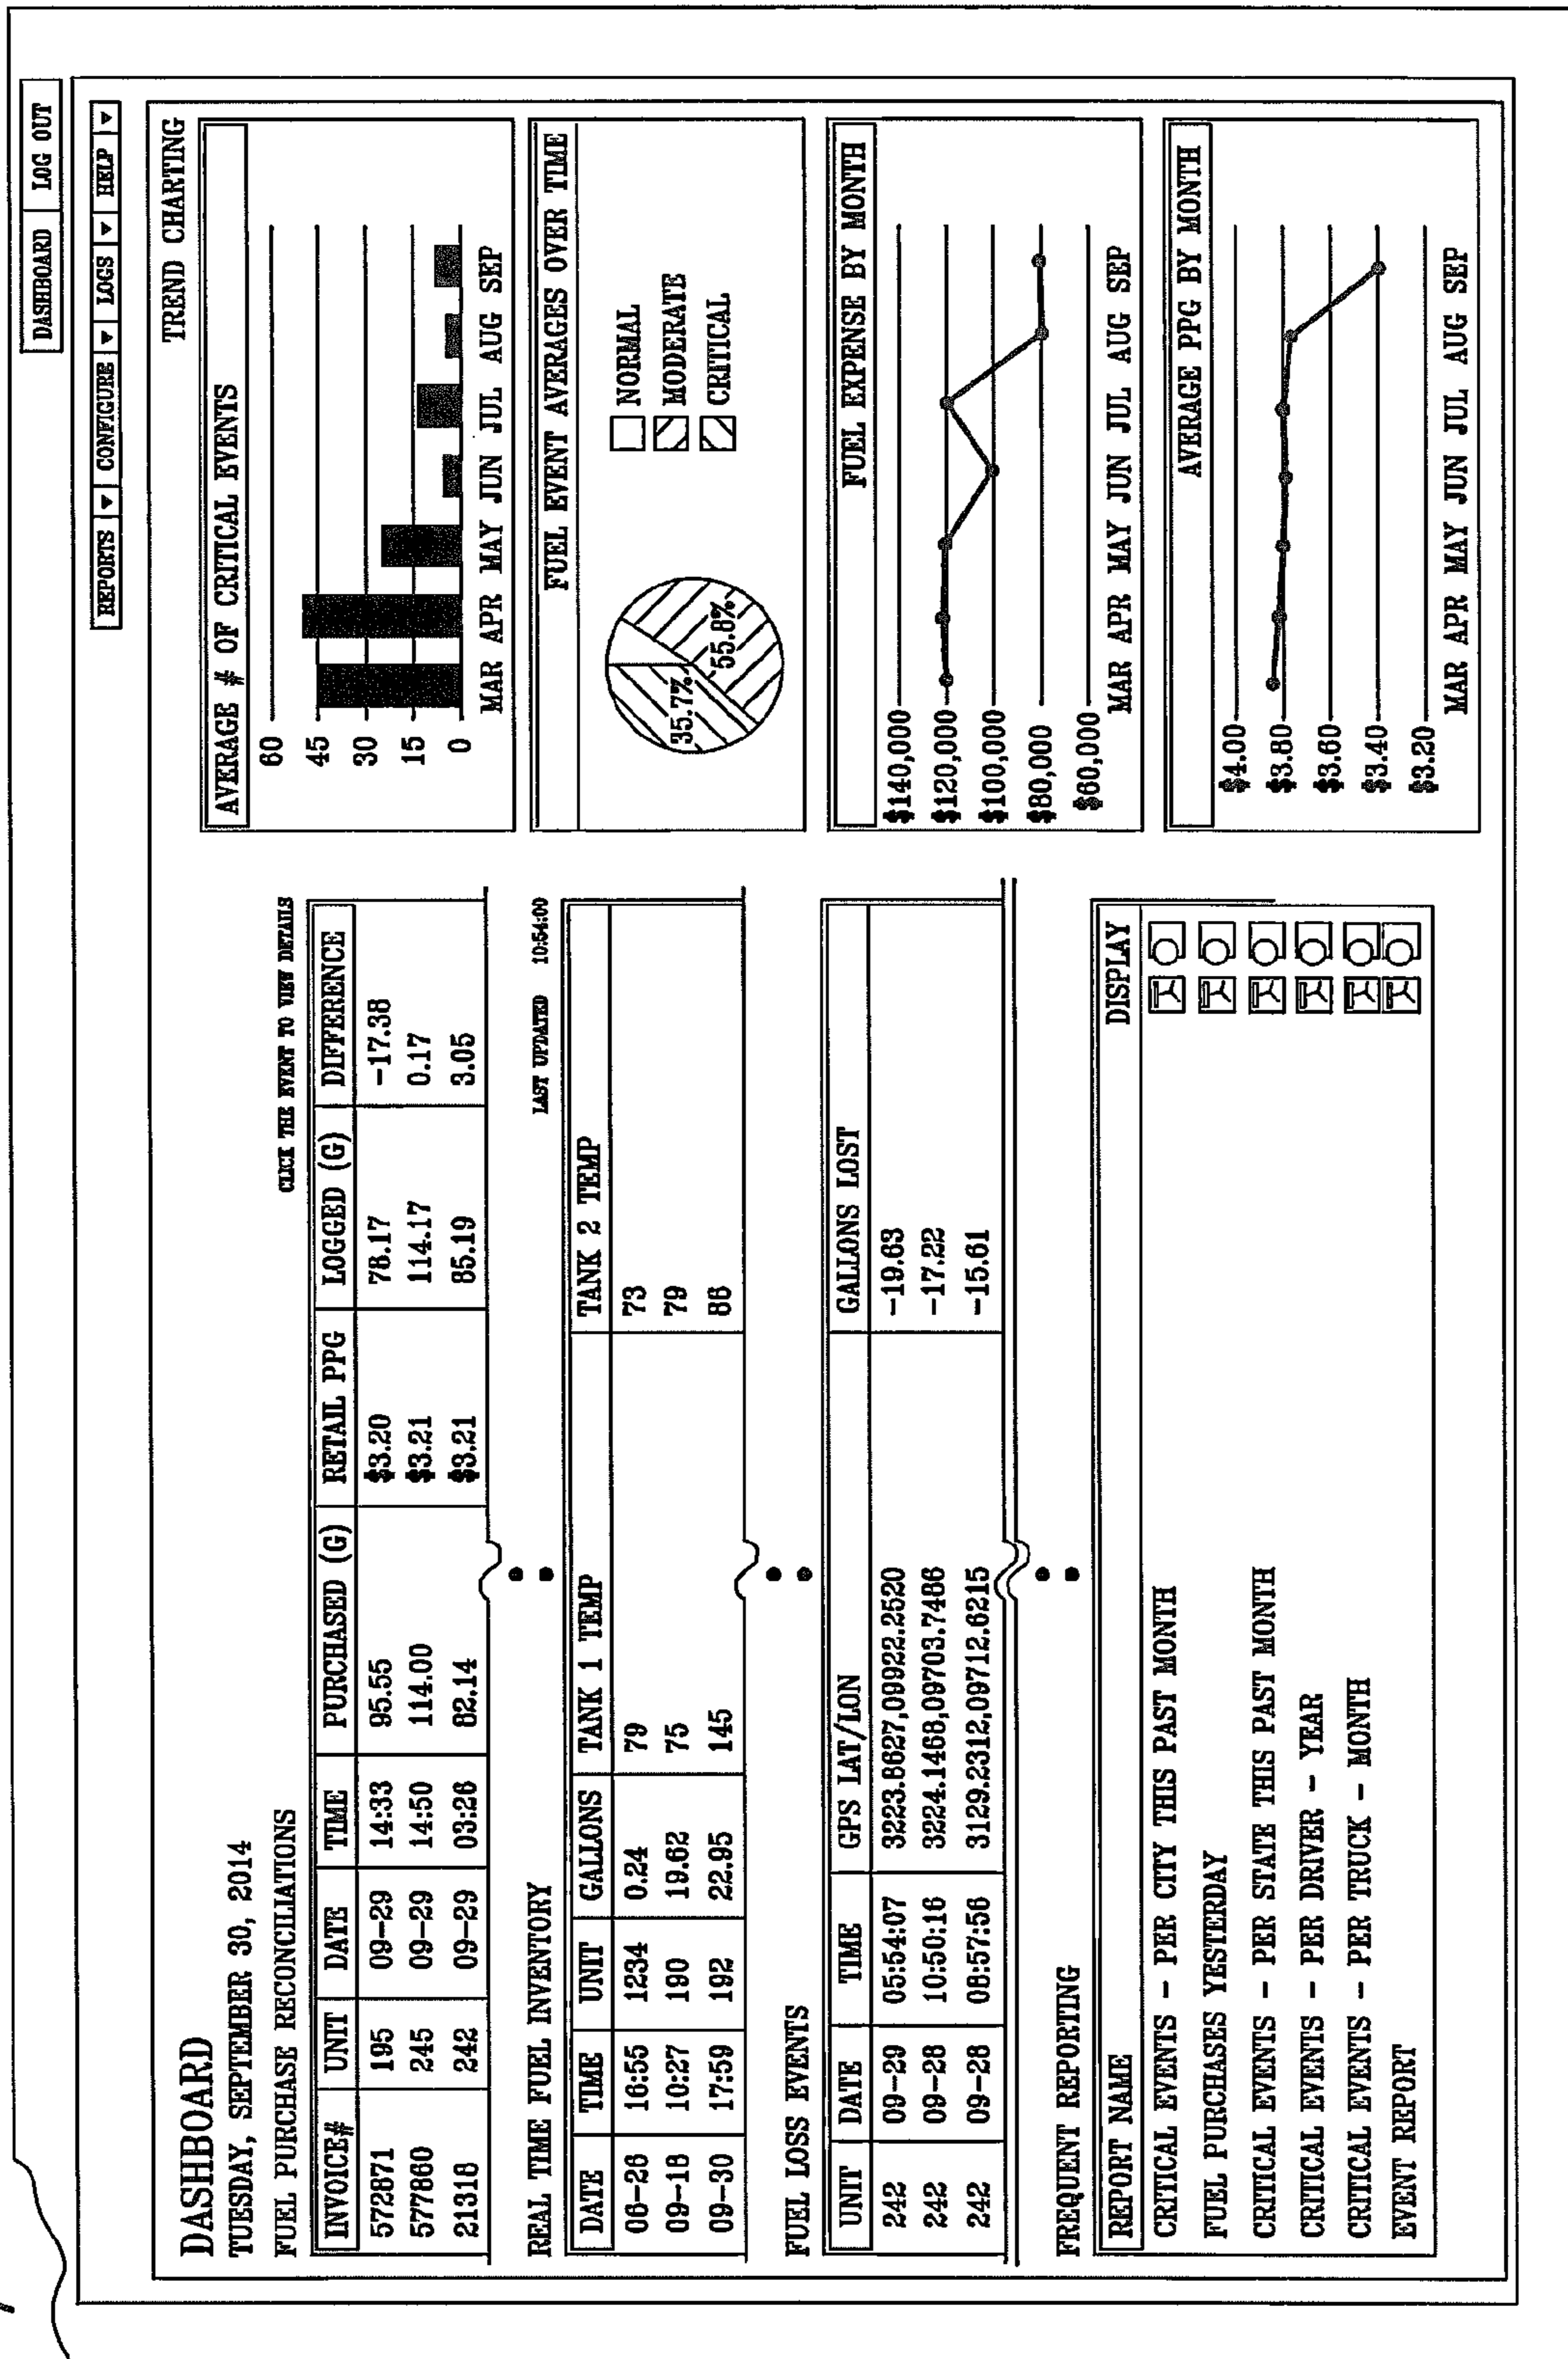 DASHBOARD LOG OUT
REPORTS CONFIGURE LOGS HELP
DASHBOARD
TUESDAY, SEPTEMBER 30, 2014
FUEL PURCHASE RECONCILIATIONS
CLICK THE EVENT TO VIEW DETAILS
INVOICE# UNIT DATE TIME PURCHASED (G) RETAIL PPG LOGGED (G) DIFFERENCE
572871 195 09-29 14:33 95.55 $3.20 78.17 -17.38
577860 245 09-29 14:50 114.00 $3.21 114.17 0.17
21318 242 09-29 03:26 82.14 $3.21 85.19 3.05
REAL TIME FUEL INVENTORY
LAST UPDATED 10:54:00
DATE TIME UNIT GALLONS TANK 1 TEMP TANK 2 TEMP
06-26 16:55 1234 0.24 79 73
09-18 10:27 190 19.62 75 79
09-30 17:59 192 22.95 145 86
FUEL LOSS EVENTS
UNIT DATE TIME GPS LAT/LON GALLONS LOST
242 09-29 05:54:07 3223.8627,09922.2520 -19.63
242 09-28 10:50:16 3224.1468,09703.7486 -17.22
242 09-28 08:57:56 3129.2312,09712.6215 -15.61
FREQUENT REPORTING
REPORT NAME DISPLAY
CRITICAL EVENTS - PER CITY THIS PAST MONTH
FUEL PURCHASES YESTERDAY
CRITICAL EVENTS - PER STATE THIS PAST MONTH
CRITICAL EVENTS - PER DRIVER - YEAR
CRITICAL EVENTS -- PER TRUCK - MONTH
EVENT REPORT
TREND CHARTING
AVERAGE # OF CRITICAL EVENTS
60
45
30
15
0
MAR APR MAY JUN JUL AUG SEP
FUEL EVENT AVERAGES OVER TIME
35.7%
55.8%
NORMAL
MODERATE
CRITICAL
FUEL EXPENSE BY MONTH
$140,000
$120,000
$100,000
$80,000
$60,000
MAR APR MAY JUN JUL AUG SEP
AVERAGE PPG BY MONTH
$4.00
$3.80
$3.60
$3.40
$3.20
MAR APR MAY JUN JUL AUG SEP